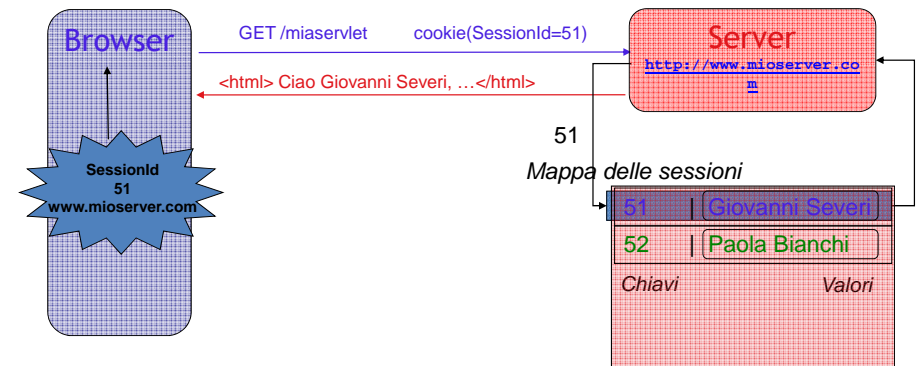 Browser
GET /miaservlet cookie(SessionId=51)
Server
http://www.mioserver.co
m
<html> Ciao Giovanni Severi, …</html>
51
SessionId
51
www.mioserver.com
Mappa delle sessioni
51 | Giovanni Severi
52 | Paola Bianchi
Chiavi Valori